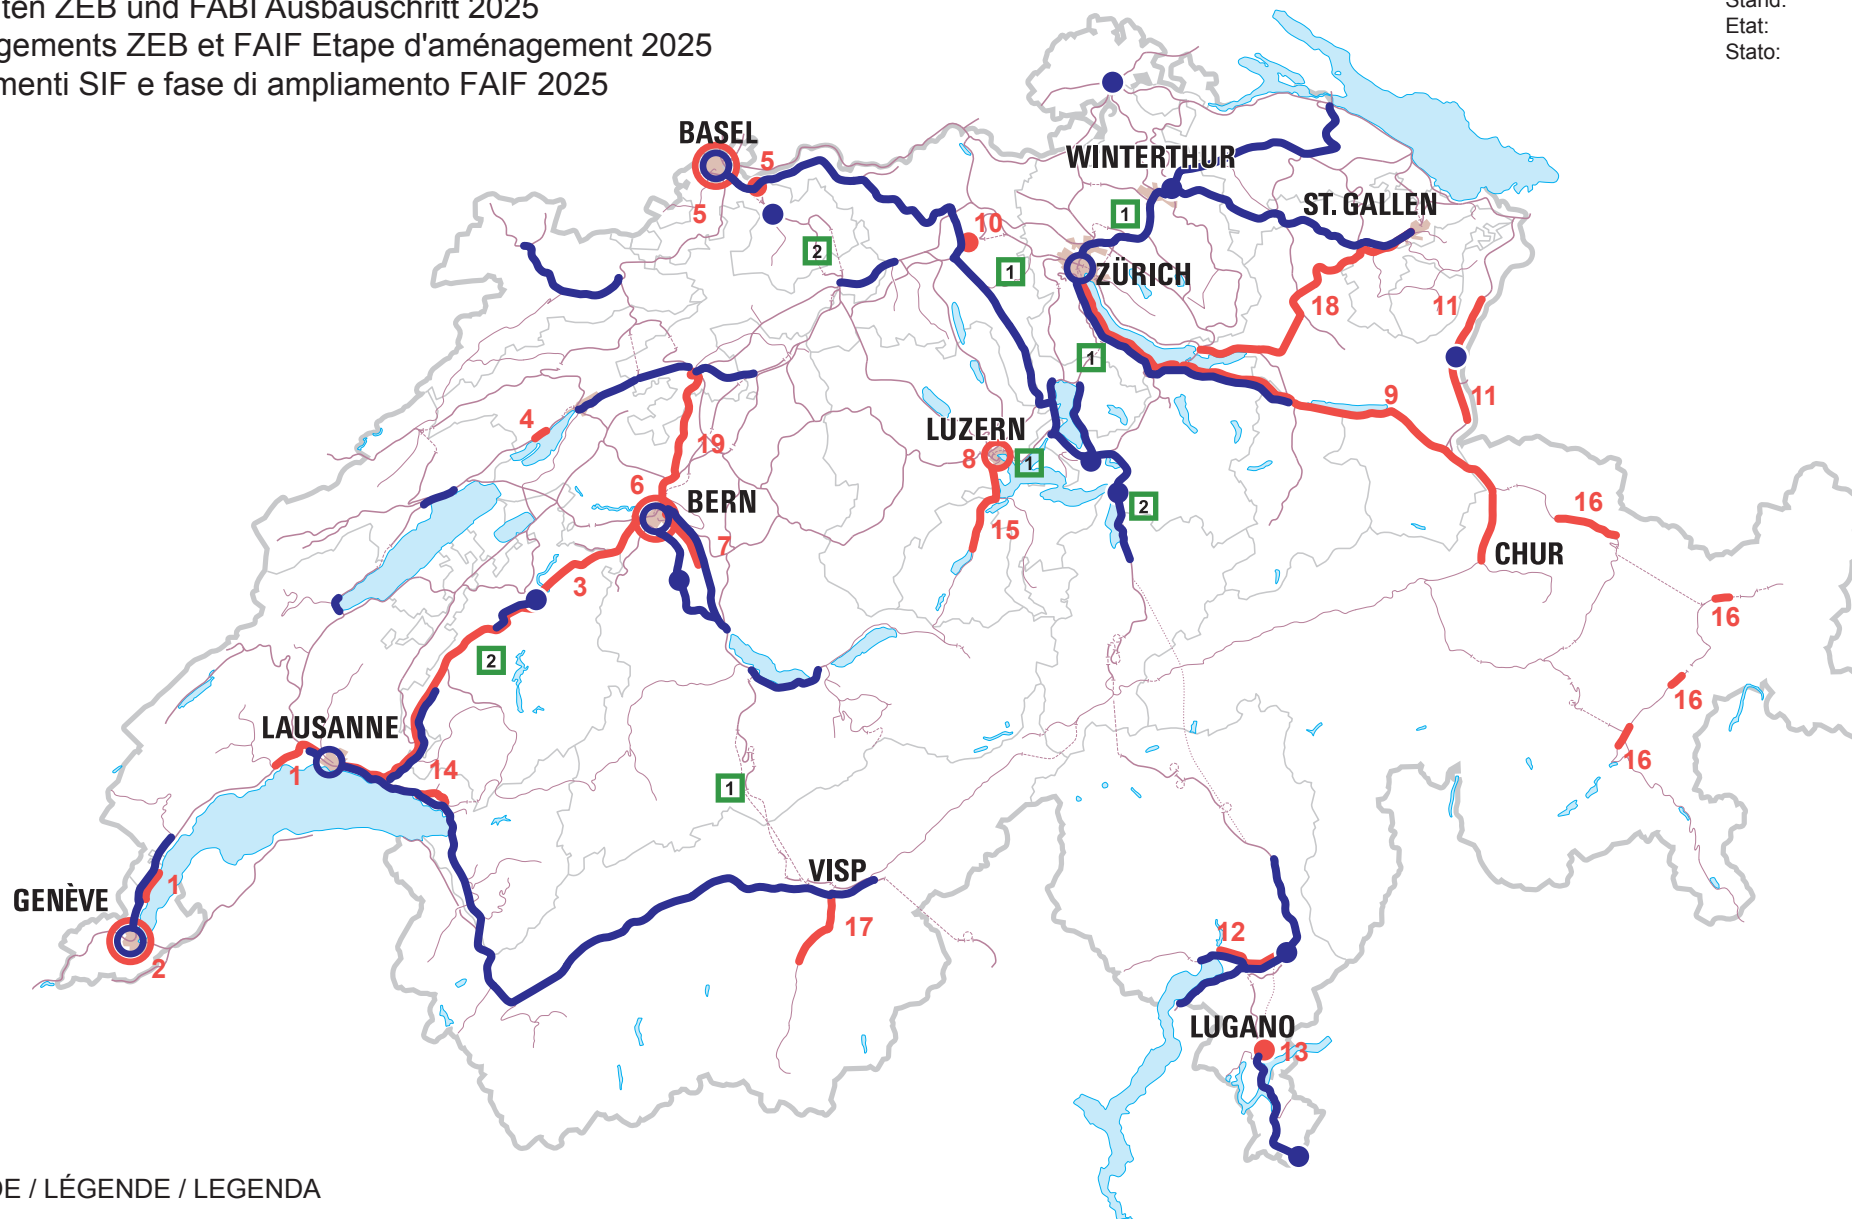 ten ZEB und FABI Ausbauschritt 2025
gements ZEB et FAIF Etape d'aménagement 2025
menti SIF e fase di ampliamento FAIF 2025
Stand:
Etat:
Stato:
BASEL
5
5
WINTERTHUR
1
ST. GALLEN
2
10
1
ZÜRICH
18
11
1
9
11
4
19
LUZERN
8
1
6
BERN
7
2
15
16
CHUR
3
16
2
16
LAUSANNE
1
14
1
16
VISP
1
GENÈVE
17
12
2
LUGANO
13
DE / LÉGENDE / LEGENDA